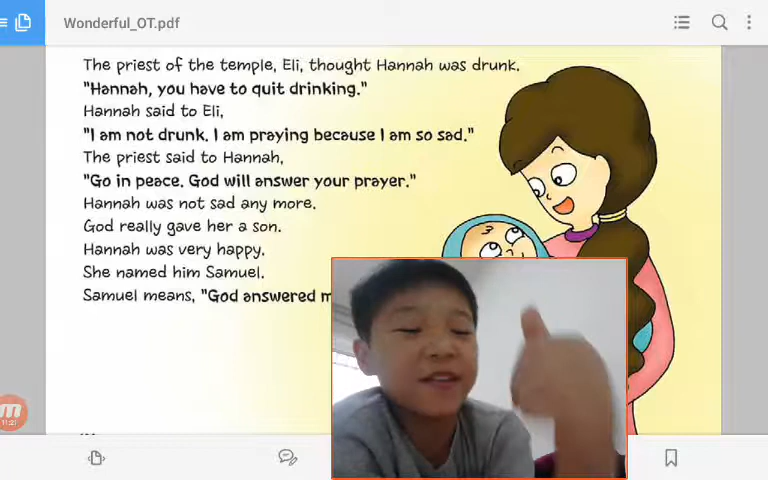 Wonderful_OT.pdf
The priest of the temple, Eli, thought Hannah was drunk.
"Hannah, you have to quit drinking."
Hannah said to Eli,
"I am not drunk. I am praying because I am so sad."
The priest said to Hannah,
"Go in peace. God will answer your prayer."
Hannah was not sad any more.
God really gave her a son.
Hannah was very happy.
She named him Samuel.
Samuel means, "God answered m